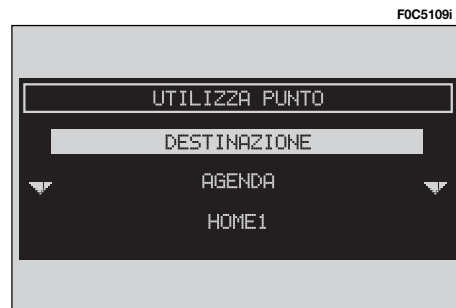 F0C5109i
UTILIZZA PUNTO
DESTINAZIONE
AGENDA
HOME1